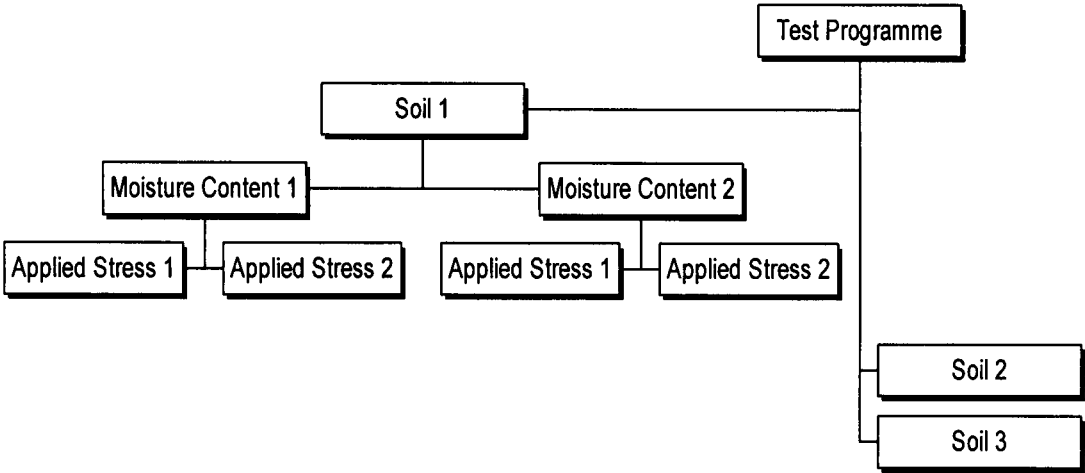 Test Programme
Soil 1
Moisture Content 1
Moisture Content 2
Applied Stress 1
Applied Stress 2
Applied Stress 1
Applied Stress 2
Soil 2
Soil 3